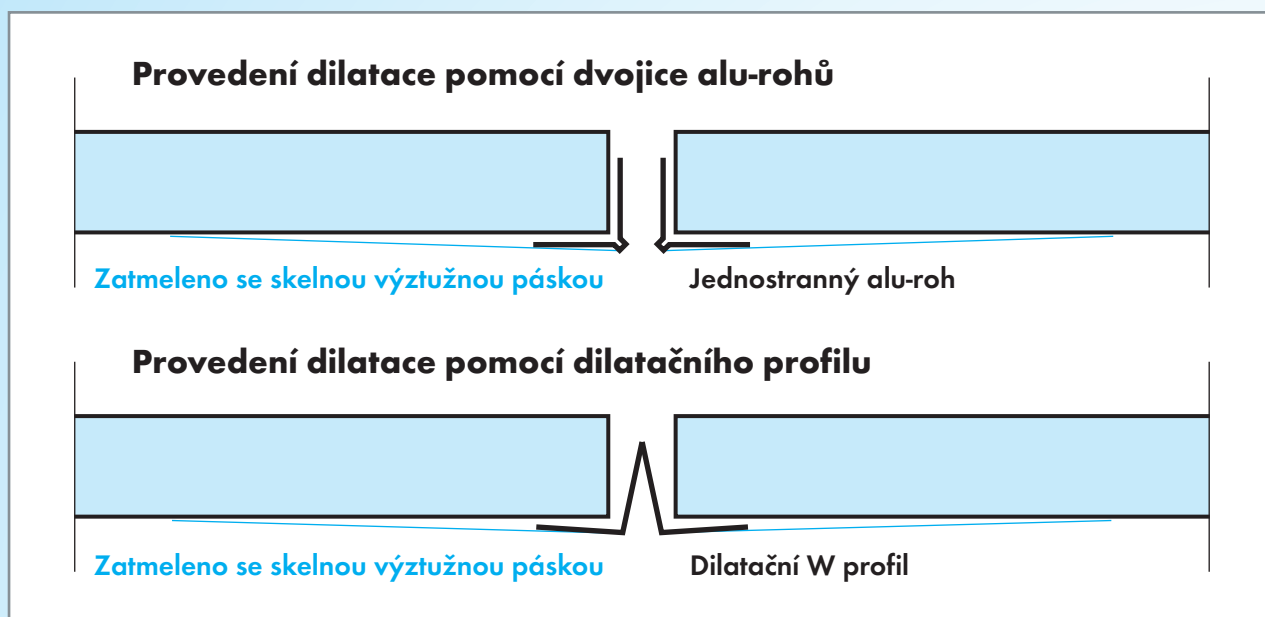 Provedení dilatace pomocí dvojice alu-rohů
Zatmeleno se skelnou výztužnou páskou
Jednostranný alu-roh
Provedení dilatace pomocí dilatačního profilu
Zatmeleno se skelnou výztužnou páskou
Dilatační W profil